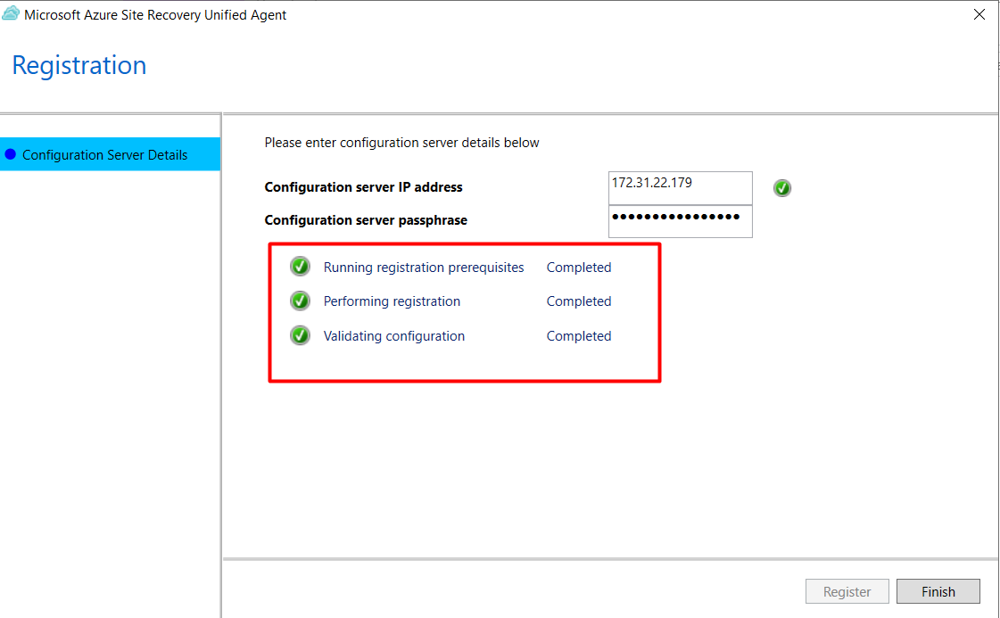 Microsoft Azure Site Recovery Unified Agent
Registration
Configuration Server Details
Please enter configuration server details below
Configuration server IP address 172.31.22.179
Configuration server passphrase ●●●●●●●●●●●●●●●●
Running registration prerequisites Completed
Performing registration Completed
Validating configuration Completed
Register Finish